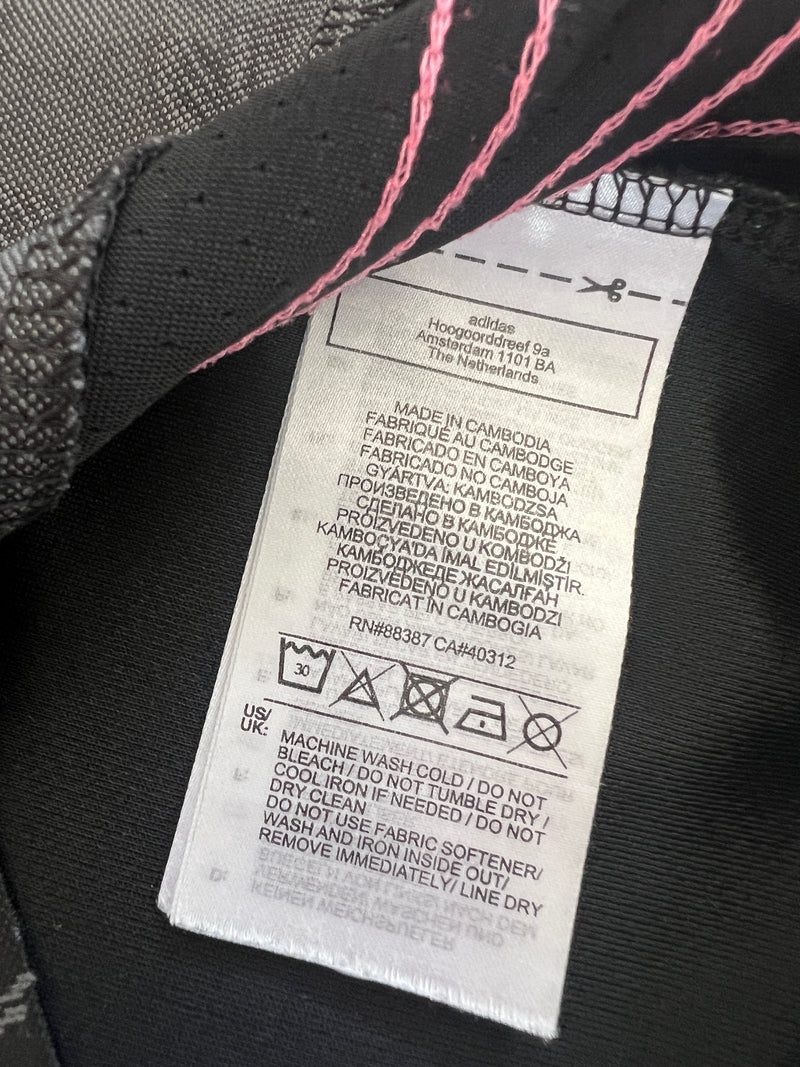 adidas
Hoogoorddreef 9a
Amsterdam 1101 BA
The Netherlands
MADE IN CAMBODIA
FABRIQUÉ AU CAMBODGE
FABRICADO EN CAMBOYA
FABRICADO NO CAMBOJA
GYÁRTVA: KAMBODZSA
ПРОИЗВЕДЕНО В КАМБОДЖА
СДЕЛАНО В КАМБОДЖЕ
PROIZVEDENO U KOMBODŽI
KAMBOÇYA'DA İMAL EDİLMİŞTİR.
КАМБОДЖЕДЕ ЖАСАЛҒАН
PROIZVEDENO U KAMBODZI
FABRICAT ÎN CAMBOGIA
RN#88387 CA#40312
30
US/
UK:
MACHINE WASH COLD / DO NOT
BLEACH / DO NOT TUMBLE DRY /
COOL IRON IF NEEDED / DO NOT
DRY CLEAN
DO NOT USE FABRIC SOFTENER/
WASH AND IRON INSIDE OUT/
REMOVE IMMEDIATELY/ LINE DRY